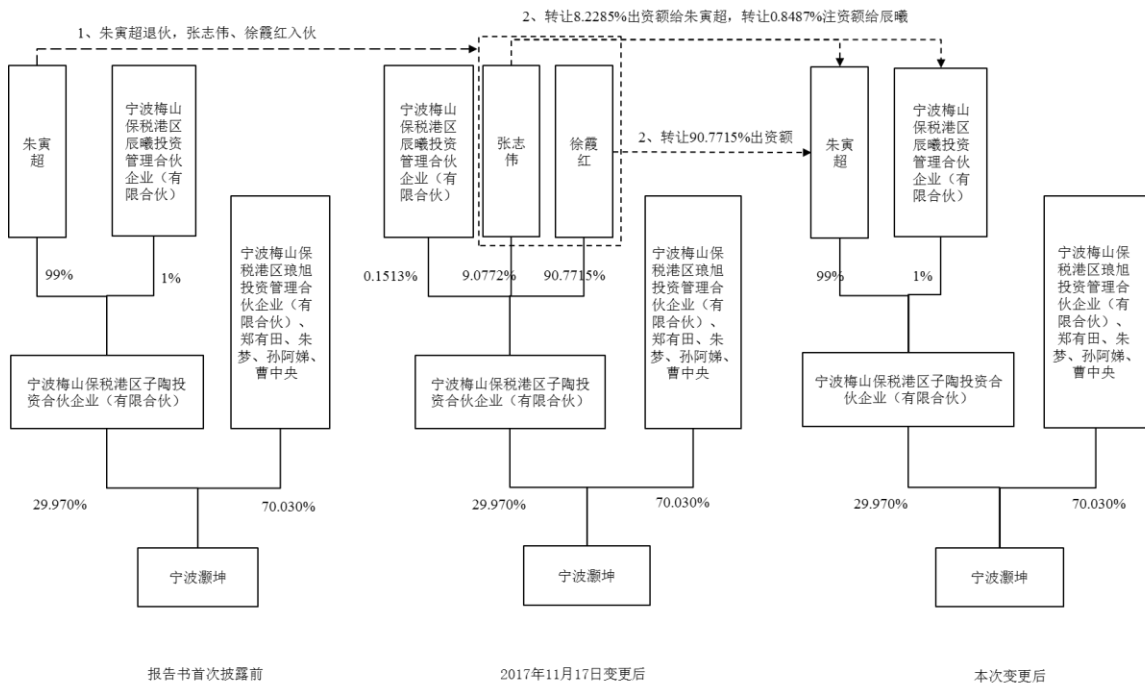 2、转让8.2285%出资额给朱寅超，转让0.8487%注资额给辰曦
1、朱寅超退伙，张志伟、徐霞红入伙
朱寅
超
宁波梅山
保税港区
辰曦投资
管理合伙
企业（有
限合伙）
宁波梅山保
税港区琅旭
投资管理合
伙企业（有
限合伙）、
郑有田、朱
梦、孙阿娣、
曹中央
99%
1%
宁波梅山保税港区子陶投
资合伙企业（有限合伙）
29.970%
70.030%
宁波灏坤
报告书首次披露前
宁波梅山
保税港区
辰曦投资
管理合伙
企业（有
限合伙）
张志
伟
徐霞
红
2、转让90.7715%出资额
宁波梅山保
税港区琅旭
投资管理合
伙企业（有
限合伙）、
郑有田、朱
梦、孙阿娣、
曹中央
0.1513%
9.0772%
90.7715%
宁波梅山保税港区子陶投
资合伙企业（有限合伙）
29.970%
70.030%
宁波灏坤
2017年11月17日变更后
朱寅
超
宁波梅山
保税港区
辰曦投资
管理合伙
企业（有
限合伙）
宁波梅山保
税港区琅旭
投资管理合
伙企业（有
限合伙）、
郑有田、朱
梦、孙阿娣、
曹中央
99%
1%
宁波梅山保税港区子陶投资合
伙企业（有限合伙）
29.970%
70.030%
宁波灏坤
本次变更后